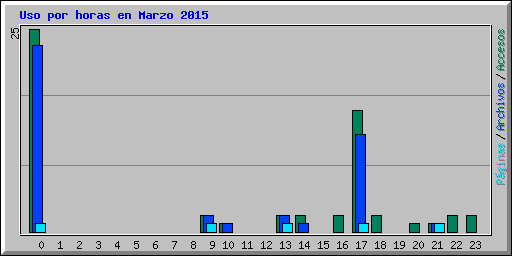 Uso por horas en Marzo 2015
25
Páginas / Archivos / Accesos
0 1 2 3 4 5 6 7 8 9 10 11 12 13 14 15 16 17 18 19 20 21 22 23